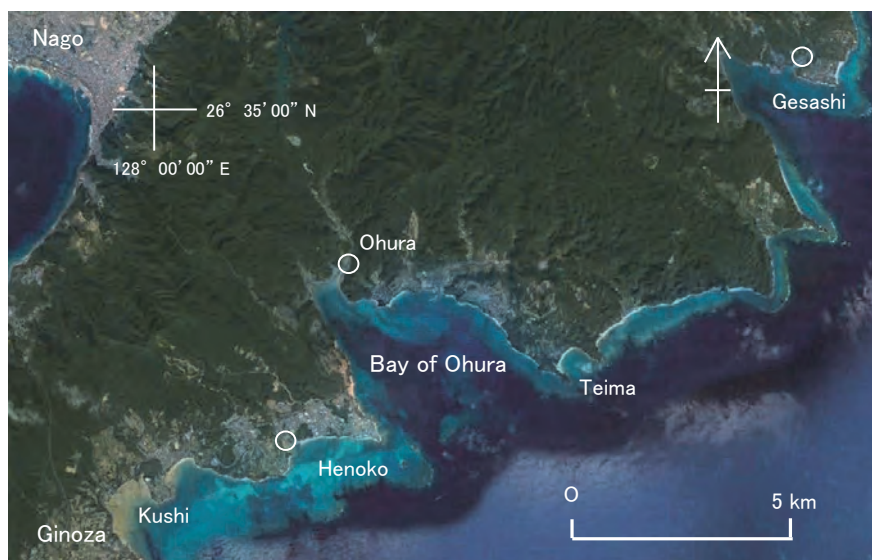 Nago
26° 35’00” N
128° 00’00” E
Gesashi
Ohura
Bay of Ohura
Teima
Henoko
Kushi
Ginoza
O
5 km